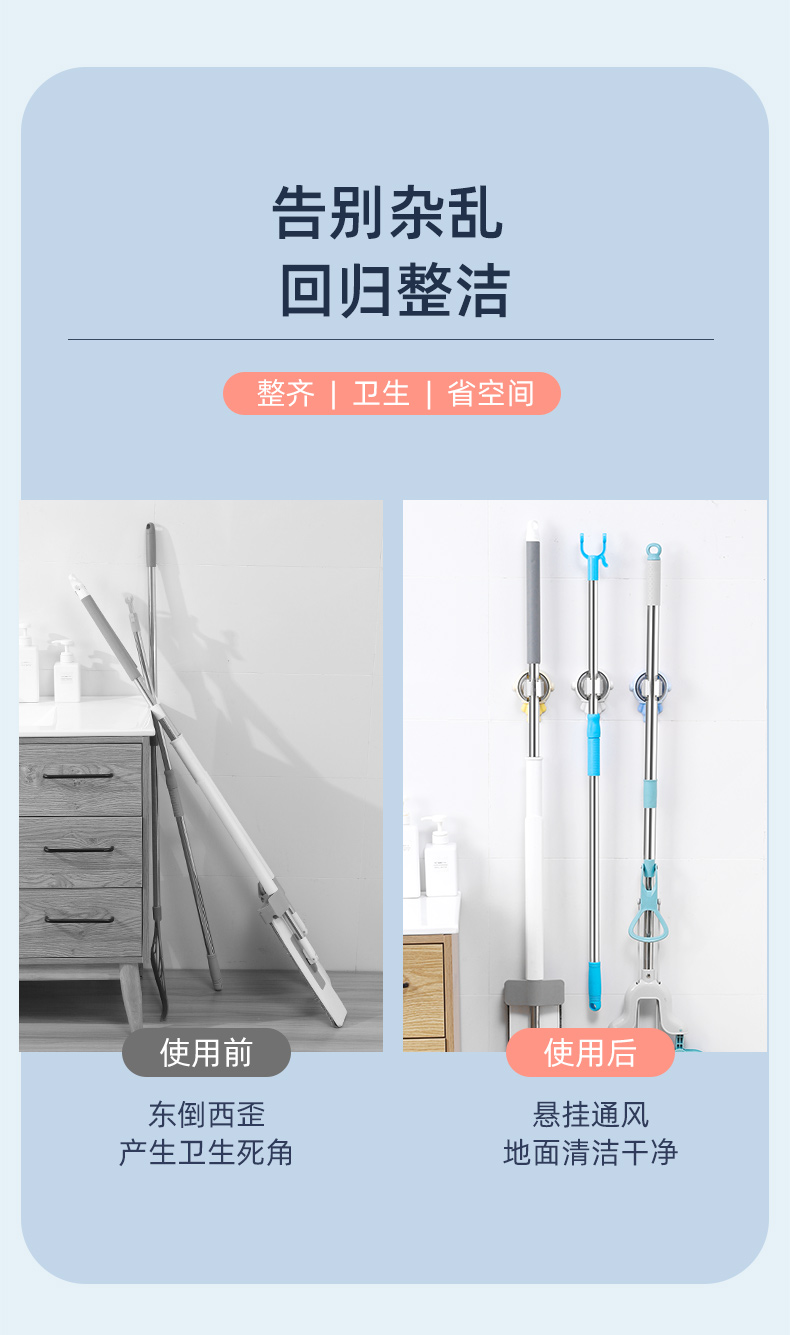 告别杂乱
回归整洁
整齐 | 卫生 | 省空间
使用前
使用后
东倒西歪
产生卫生死角
悬挂通风
地面清洁干净